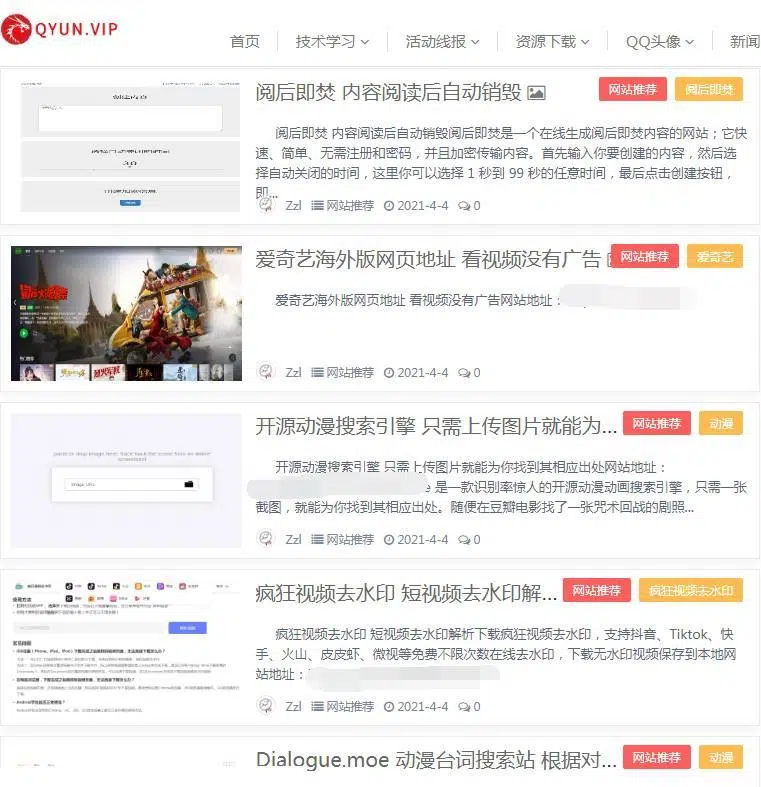 QYUN.VIP
首页 技术学习 活动线报 资源下载 QQ头像 新闻
阅后即焚 内容阅读后自动销毁
网站推荐 阅后即焚
阅后即焚 内容阅读后自动销毁阅后即焚是一个在线生成阅后即焚内容的网站；它快
速、简单、无需注册和密码，并且加密传输内容。首先输入你要创建的内容，然后选
择自动关闭的时间，这里你可以选择 1 秒到 99 秒的任意时间，最后点击创建按钮，
即...
Zzl 网站推荐 2021-4-4 0
爱奇艺海外版网页地址 看视频没有广告
网站推荐 爱奇艺
爱奇艺海外版网页地址 看视频没有广告网站地址：
Zzl 网站推荐 2021-4-4 0
开源动漫搜索引擎 只需上传图片就能为...
网站推荐 动漫
Image URL
开源动漫搜索引擎 只需上传图片就能为你找到其相应出处网站地址：
e 是一款识别率惊人的开源动漫动画搜索引擎，只需一张
截图，就能为你找到其相应出处。随便在豆瓣电影找了一张咒术回战的剧照...
Zzl 网站推荐 2021-4-4 0
疯狂视频去水印 短视频去水印解...
网站推荐 疯狂视频去水印
疯狂视频去水印 短视频去水印解析下载疯狂视频去水印，支持抖音、Tiktok、快
手、火山、皮皮虾、微视等免费不限次数在线去水印，下载无水印视频保存到本地网
站地址：
Zzl 网站推荐 2021-4-4 0
Dialogue.moe 动漫台词搜索站 根据对...
网站推荐 动漫